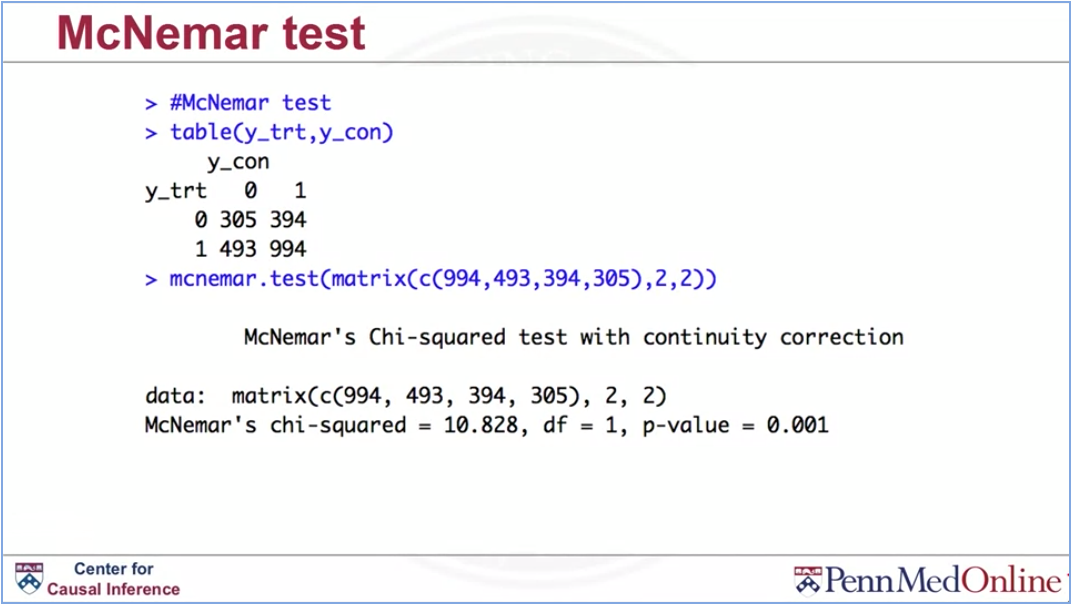 McNemar test
> #McNemar test
> table(y_trt,y_con)
y_con
y_trt 0 1
0 305 394
1 493 994
> mcnemar.test(matrix(c(994,493,394,305),2,2))
McNemar's Chi-squared test with continuity correction
data: matrix(c(994, 493, 394, 305), 2, 2)
McNemar's chi-squared = 10.828, df = 1, p-value = 0.001
Center for
Causal Inference
PennMedOnline